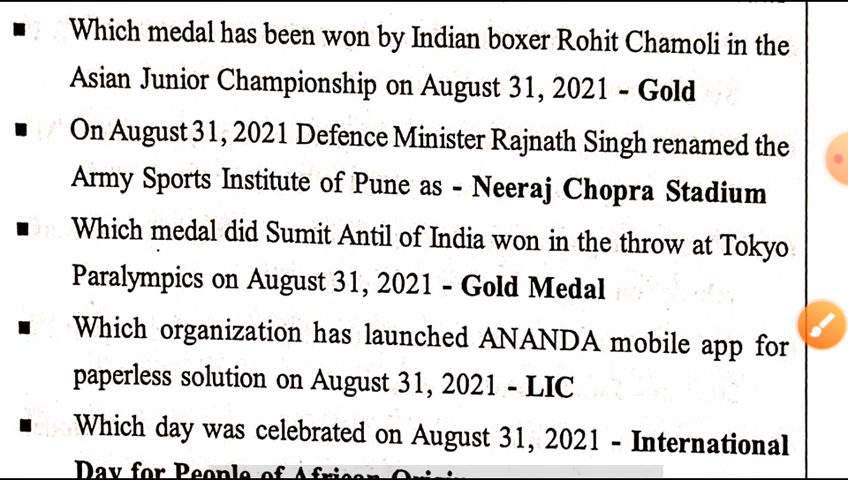 ▪ Which medal has been won by Indian boxer Rohit Chamoli in the
Asian Junior Championship on August 31, 2021 - Gold
▪ On August 31, 2021 Defence Minister Rajnath Singh renamed the
Army Sports Institute of Pune as - Neeraj Chopra Stadium
▪ Which medal did Sumit Antil of India won in the throw at Tokyo
Paralympics on August 31, 2021 - Gold Medal
▪ Which organization has launched ANANDA mobile app for
paperless solution on August 31, 2021 - LIC
▪ Which day was celebrated on August 31, 2021 - International
Day for People of African Origin